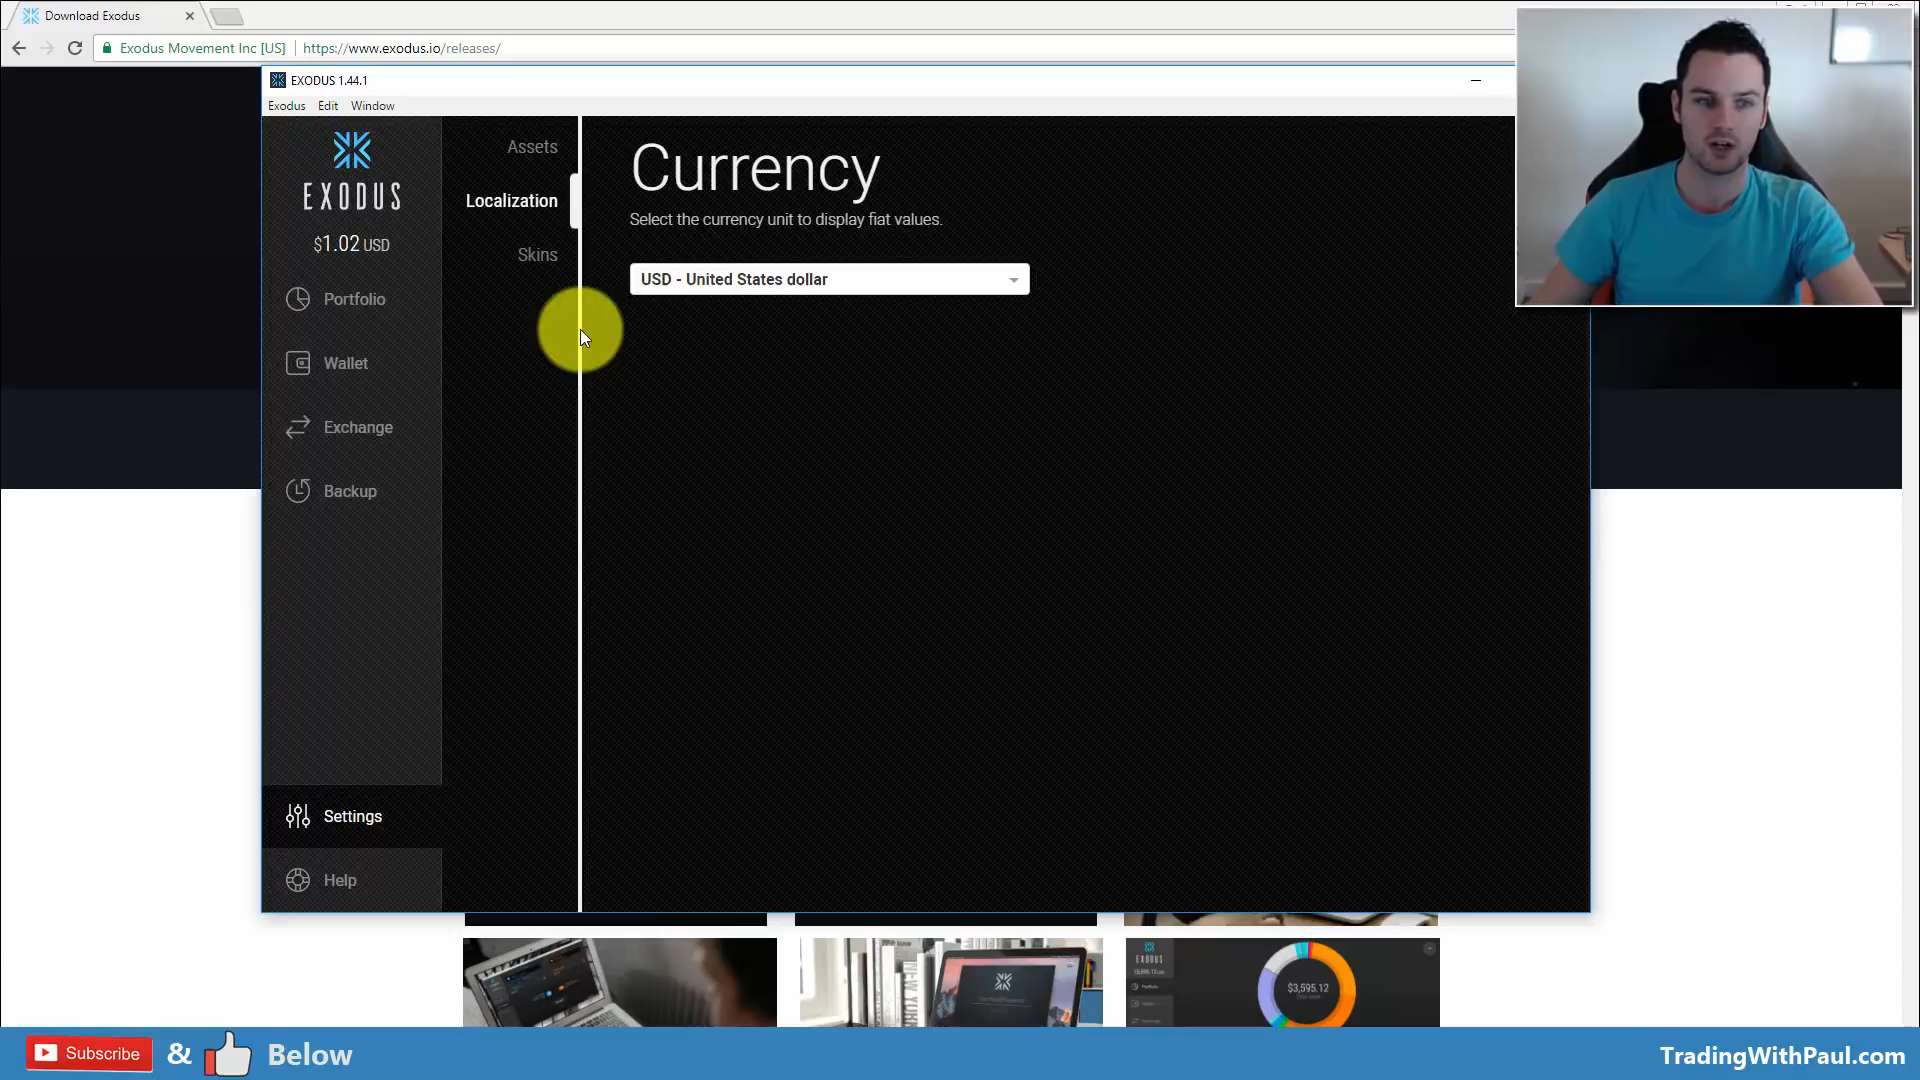 Download Exodus
Exodus Movement Inc [US]
https://www.exodus.io/releases/
EXODUS 1.44.1
Exodus Edit Window
EXODUS
$1.02 USD
Portfolio
Wallet
Exchange
Backup
Settings
Help
Assets
Localization
Skins
Currency
Select the currency unit to display fiat values.
USD - United States dollar
EXODUS
$3,595.12
Subscribe
&
Below
TradingWithPaul.com